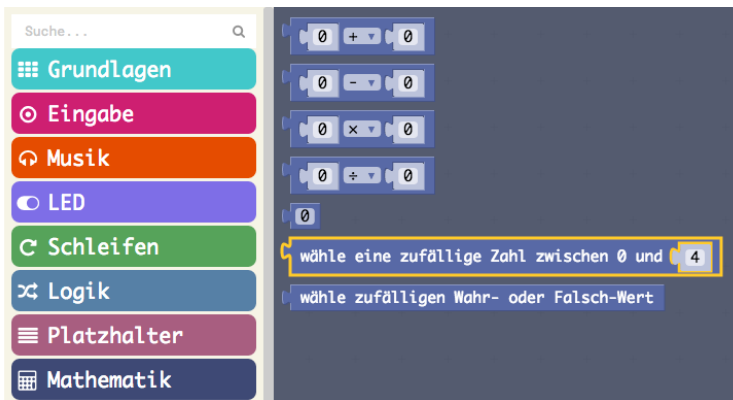 Suche...
Grundlagen
Eingabe
Musik
LED
Schleifen
Logik
Platzhalter
Mathematik
0 + 0
0 - 0
0 × 0
0 ÷ 0
0
wähle eine zufällige Zahl zwischen 0 und 4
wähle zufälligen Wahr- oder Falsch-Wert